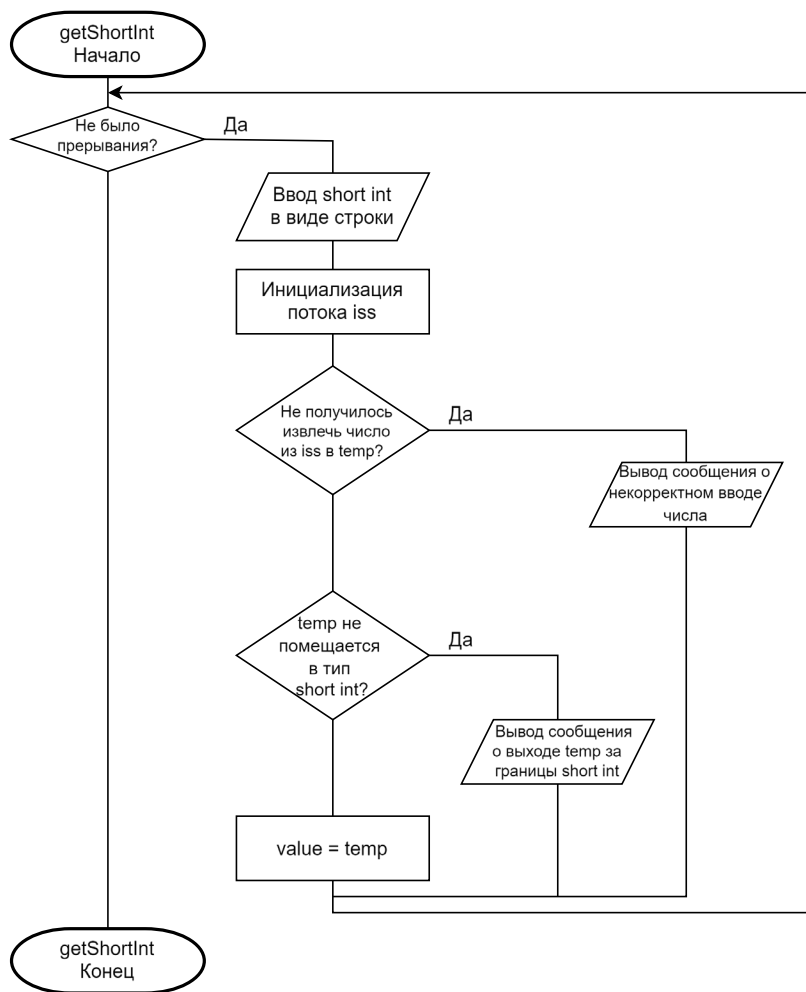 getShortInt
Начало
Не было
прерывания?
Да
Ввод short int
в виде строки
Инициализация
потока iss
Не получилось
извлечь число
из iss в temp?
Да
Вывод сообщения о
некорректном вводе
числа
temp не
помещается
в тип
short int?
Да
Вывод сообщения
о выходе temp за
границы short int
value = temp
getShortInt
Конец